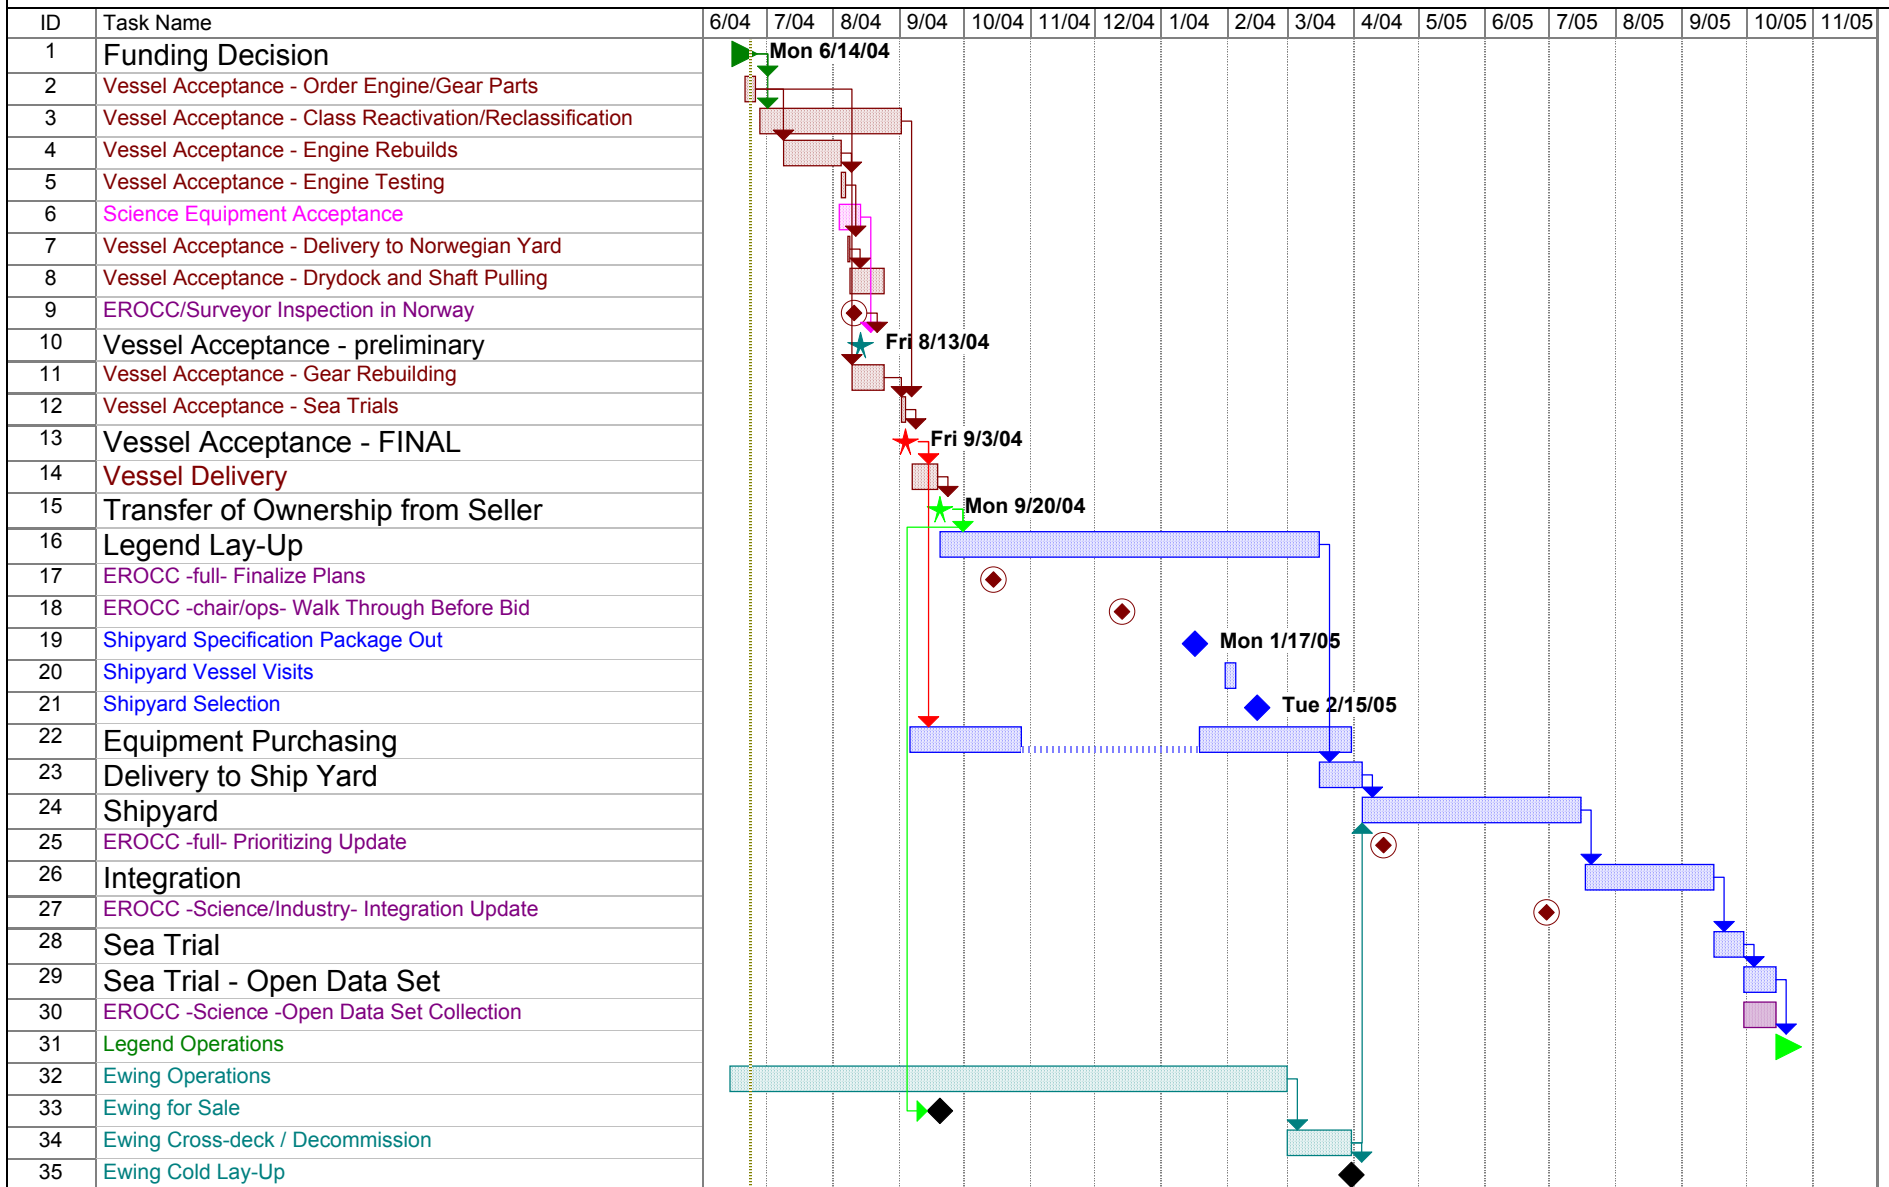 ID Task Name 6/04 7/04 8/04 9/04 10/04 11/04 12/04 1/04 2/04 3/04 4/04 5/05 6/05 7/05 8/05 9/05 10/05 11/05
1 Funding Decision Mon 6/14/04
2 Vessel Acceptance - Order Engine/Gear Parts
3 Vessel Acceptance - Class Reactivation/Reclassification
4 Vessel Acceptance - Engine Rebuilds
5 Vessel Acceptance - Engine Testing
6 Science Equipment Acceptance
7 Vessel Acceptance - Delivery to Norwegian Yard
8 Vessel Acceptance - Drydock and Shaft Pulling
9 EROCC/Surveyor Inspection in Norway
10 Vessel Acceptance - preliminary Fri 8/13/04
11 Vessel Acceptance - Gear Rebuilding
12 Vessel Acceptance - Sea Trials
13 Vessel Acceptance - FINAL Fri 9/3/04
14 Vessel Delivery
15 Transfer of Ownership from Seller Mon 9/20/04
16 Legend Lay-Up
17 EROCC -full- Finalize Plans
18 EROCC -chair/ops- Walk Through Before Bid
19 Shipyard Specification Package Out Mon 1/17/05
20 Shipyard Vessel Visits
21 Shipyard Selection Tue 2/15/05
22 Equipment Purchasing
23 Delivery to Ship Yard
24 Shipyard
25 EROCC -full- Prioritizing Update
26 Integration
27 EROCC -Science/Industry- Integration Update
28 Sea Trial
29 Sea Trial - Open Data Set
30 EROCC -Science -Open Data Set Collection
31 Legend Operations
32 Ewing Operations
33 Ewing for Sale
34 Ewing Cross-deck / Decommission
35 Ewing Cold Lay-Up